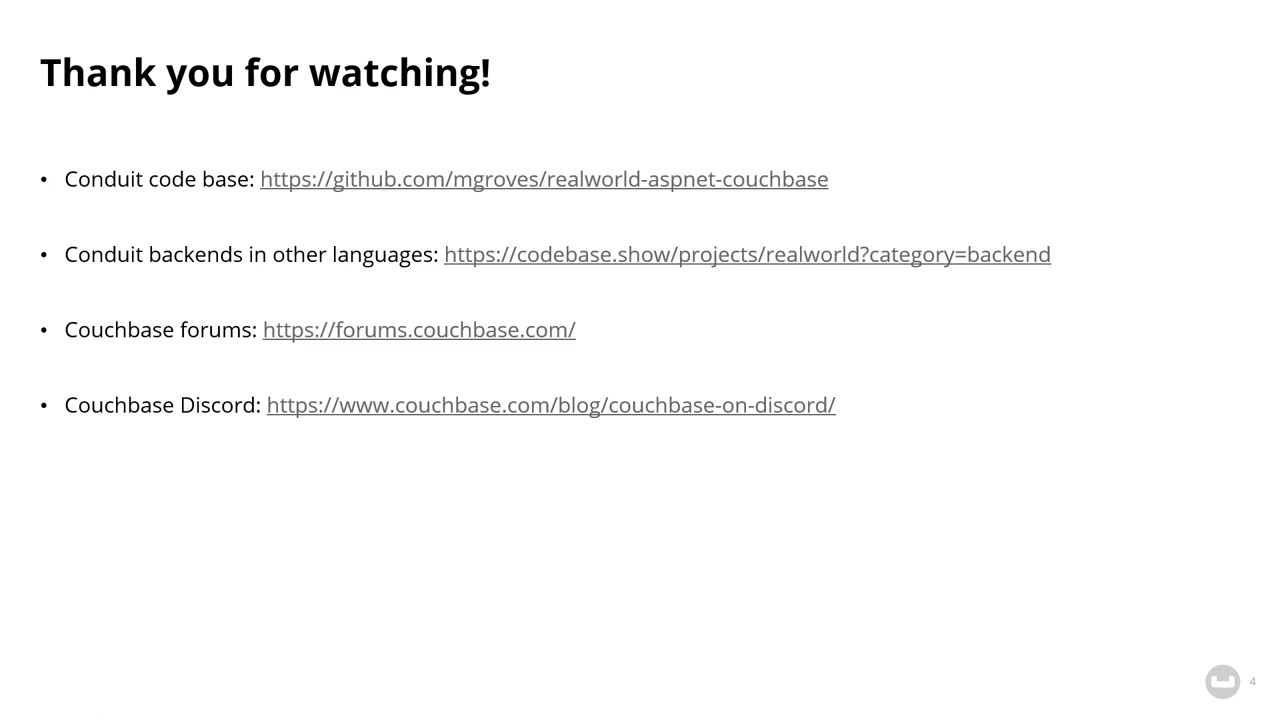 Thank you for watching!
• Conduit code base: https://github.com/mgroves/realworld-aspnet-couchbase
• Conduit backends in other languages: https://codebase.show/projects/realworld?category=backend
• Couchbase forums: https://forums.couchbase.com/
• Couchbase Discord: https://www.couchbase.com/blog/couchbase-on-discord/
4